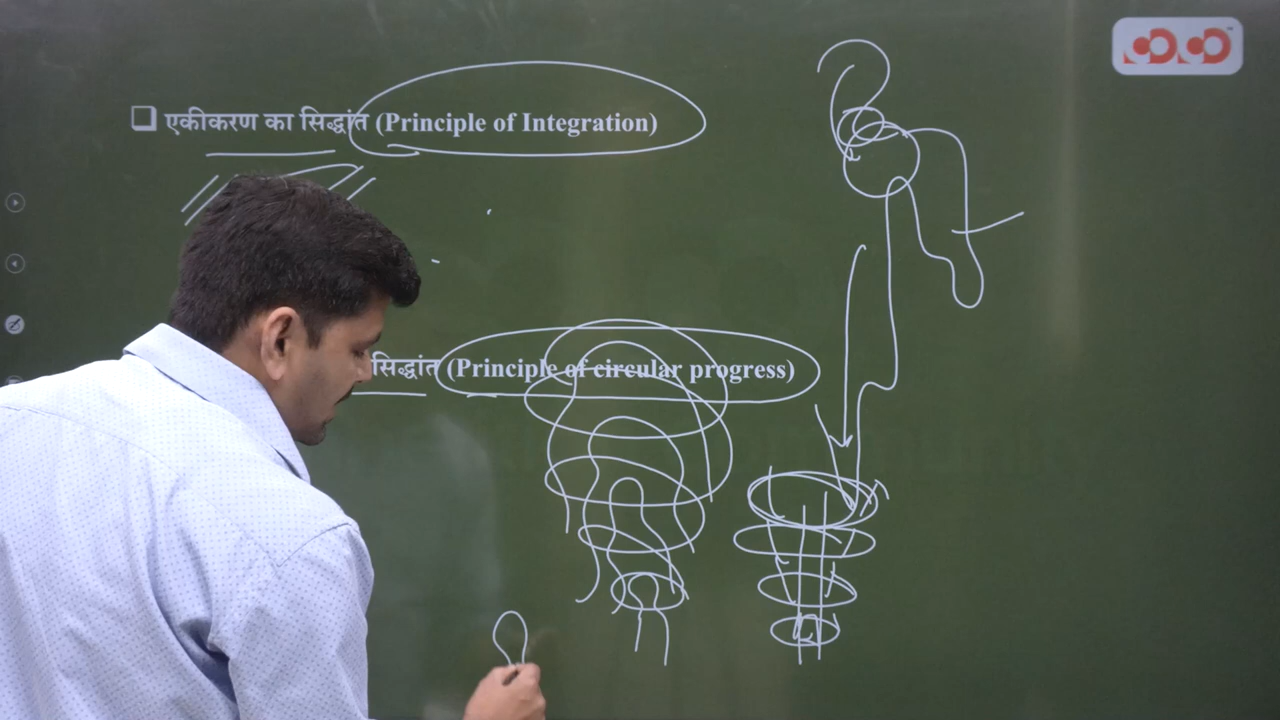 एकीकरण का सिद्धांत (Principle of Integration)
सिद्धांत (Principle of circular progress)